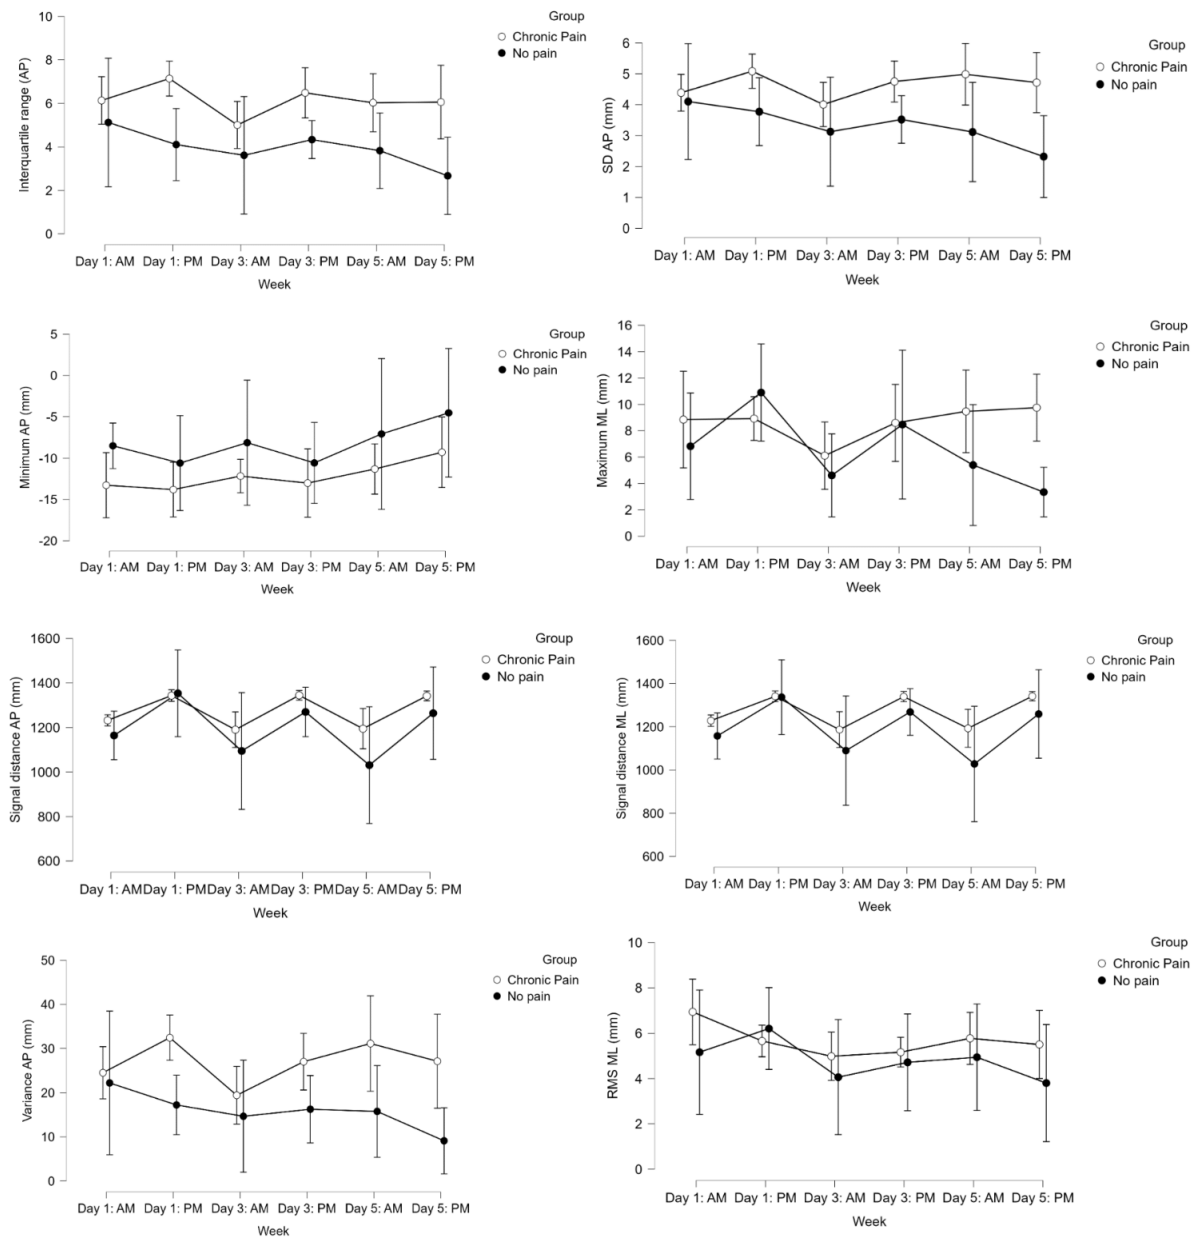 Interquartile range (AP)
10
8
6
4
2
0
Group
Chronic Pain
No pain
Day 1: AM Day 1: PM Day 3: AM Day 3: PM Day 5: AM Day 5: PM
Week
SD AP (mm)
6
5
4
3
2
1
0
Group
Chronic Pain
No pain
Day 1: AM Day 1: PM Day 3: AM Day 3: PM Day 5: AM Day 5: PM
Week
Minimum AP (mm)
5
0
-5
-10
-15
-20
Group
Chronic Pain
No pain
Day 1: AM Day 1: PM Day 3: AM Day 3: PM Day 5: AM Day 5: PM
Week
Maximum ML (mm)
16
14
12
10
8
6
4
2
0
Group
Chronic Pain
No pain
Day 1: AM Day 1: PM Day 3: AM Day 3: PM Day 5: AM Day 5: PM
Week
Signal distance AP (mm)
1600
1400
1200
1000
800
600
Group
Chronic Pain
No pain
Day 1: AMDay 1: PMDay 3: AMDay 3: PMDay 5: AMDay 5: PM
Week
Signal distance ML (mm)
1600
1400
1200
1000
800
600
Group
Chronic Pain
No pain
Day 1: AM Day 1: PM Day 3: AM Day 3: PM Day 5: AM Day 5: PM
Week
Variance AP (mm)
50
40
30
20
10
0
Group
Chronic Pain
No pain
Day 1: AM Day 1: PM Day 3: AM Day 3: PM Day 5: AM Day 5: PM
Week
RMS ML (mm)
10
8
6
4
2
0
Group
Chronic Pain
No pain
Day 1: AM Day 1: PM Day 3: AM Day 3: PM Day 5: AM Day 5: PM
Week